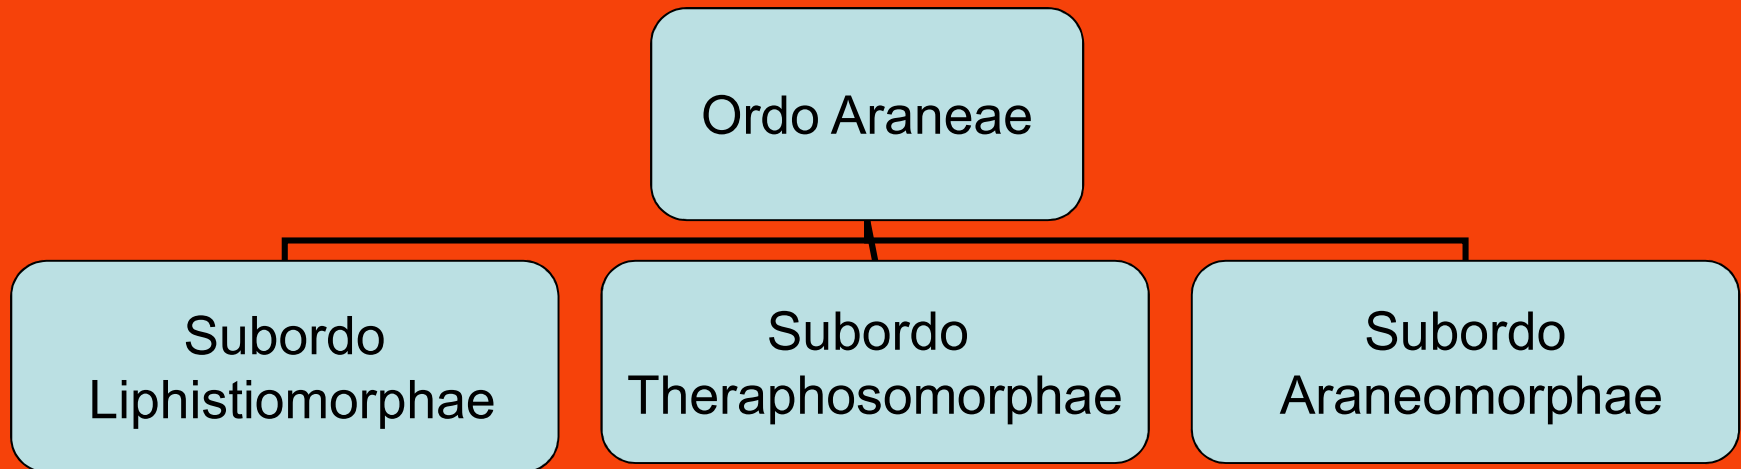 Ordo Araneae
Subordo
Liphistiomorphae
Subordo
Theraphosomorphae
Subordo
Araneomorphae